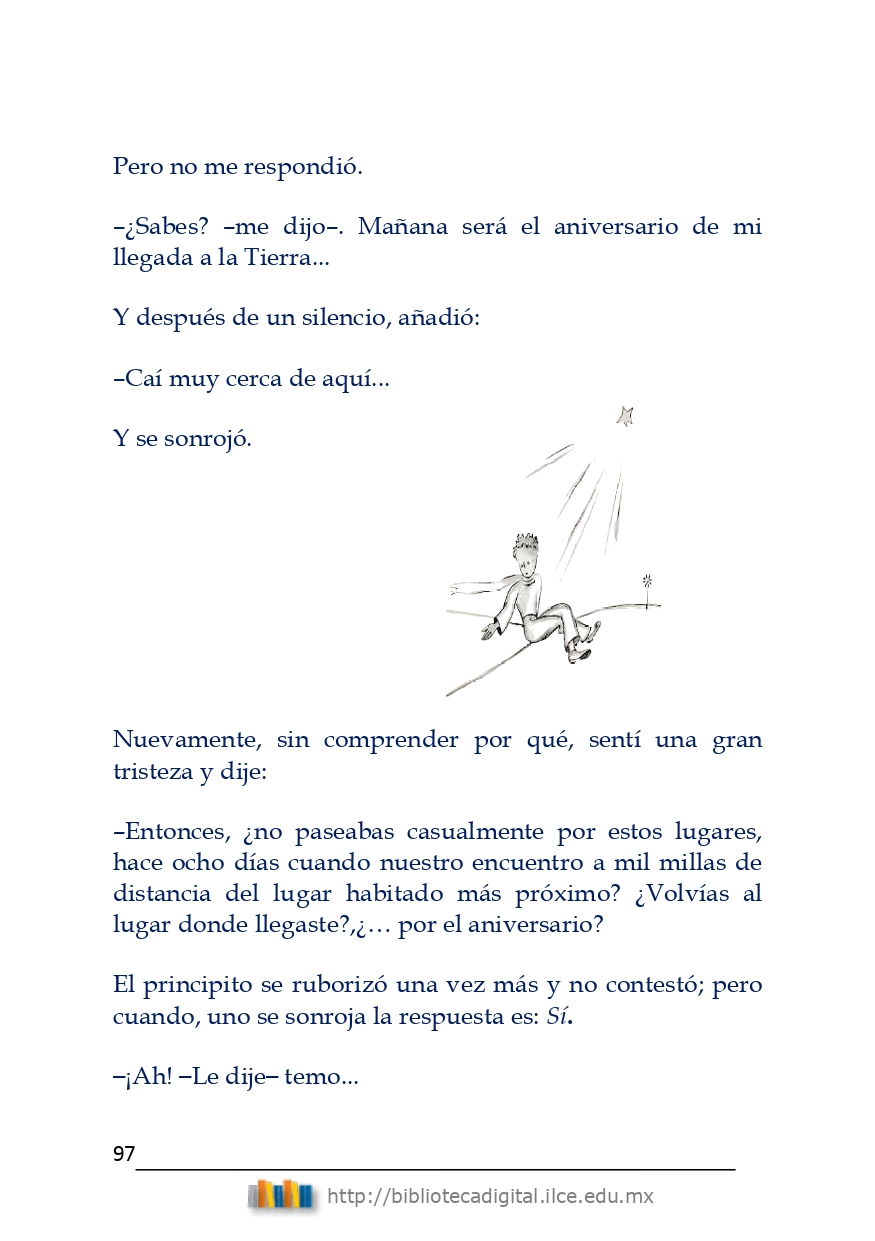 Pero no me respondió.
–¿Sabes? –me dijo–. Mañana será el aniversario de mi
llegada a la Tierra...
Y después de un silencio, añadió:
–Caí muy cerca de aquí...
Y se sonrojó.
Nuevamente, sin comprender por qué, sentí una gran
tristeza y dije:
–Entonces, ¿no paseabas casualmente por estos lugares,
hace ocho días cuando nuestro encuentro a mil millas de
distancia del lugar habitado más próximo? ¿Volvías al
lugar donde llegaste?,¿… por el aniversario?
El principito se ruborizó una vez más y no contestó; pero
cuando, uno se sonroja la respuesta es: Sí.
–¡Ah! –Le dije– temo...
97
http://bibliotecadigital.ilce.edu.mx